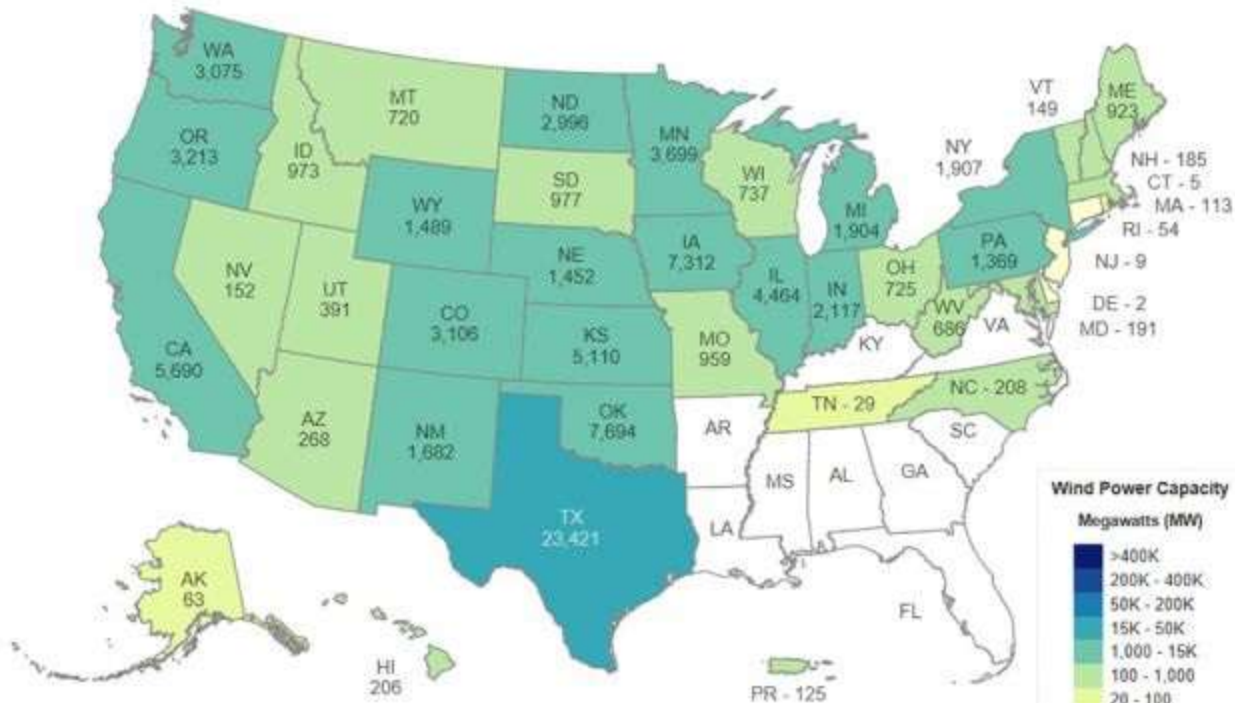 WA
3,075
OR
3,213
CA
5,690
ID
973
NV
152
MT
720
WY
1,489
UT
391
AZ
268
CO
3,106
NM
1,682
ND
2,996
SD
977
NE
1,452
KS
5,110
OK
7,694
TX
23,421
MN
3,699
IA
7,312
MO
959
AR
LA
WI
737
IL
4,464
MI
1,904
IN
2,117
OH
725
KY
TN - 29
MS
AL
GA
FL
SC
NC - 208
WV
686
VA
PA
1,369
NY
1,907
VT
149
ME
923
NH - 185
CT - 5
MA - 113
RI - 54
NJ - 9
DE - 2
MD - 191
AK
63
HI
206
PR - 125
Wind Power Capacity
Megawatts (MW)
>400K
200K - 400K
50K - 200K
15K - 50K
1,000 - 15K
100 - 1,000
20 - 100